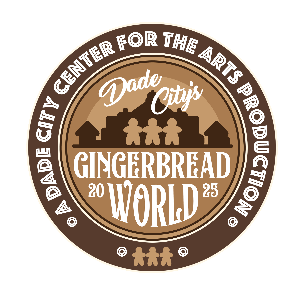 A DADE CITY CENTER FOR THE ARTS PRODUCTION
Dade
City's
GINGERBREAD
20 WORLD 25